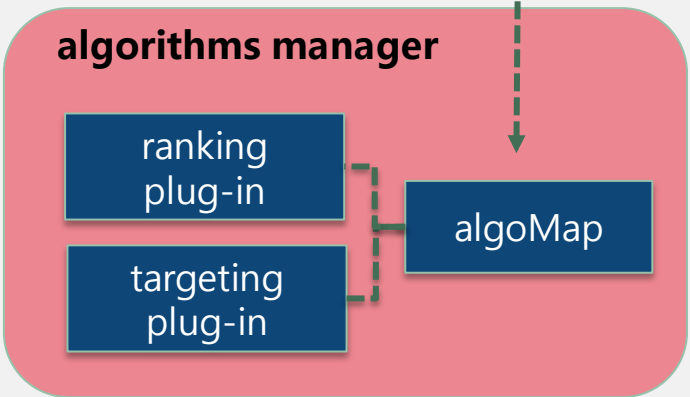 algorithms manager
ranking
plug-in
algoMap
targeting
plug-in